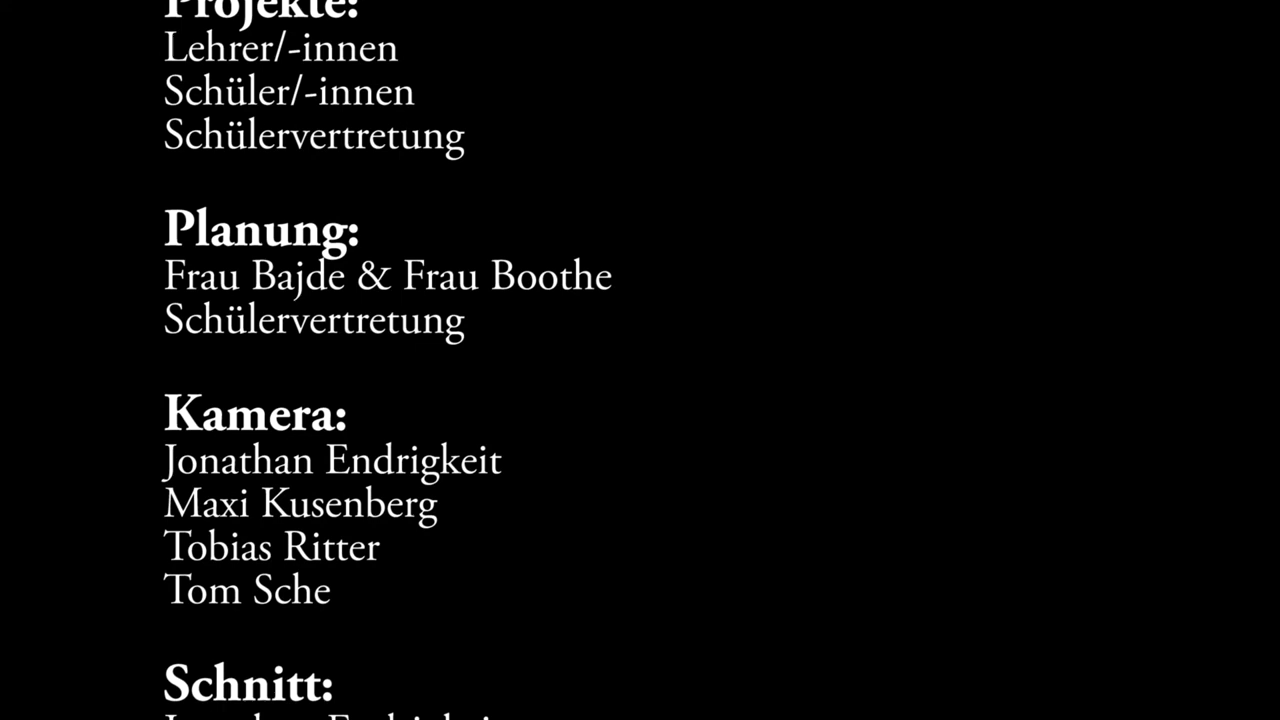 Projekte:
Lehrer/-innen
Schüler/-innen
Schülervertretung
Planung:
Frau Bajde & Frau Boothe
Schülervertretung
Kamera:
Jonathan Endrigkeit
Maxi Kusenberg
Tobias Ritter
Tom Sche
Schnitt: